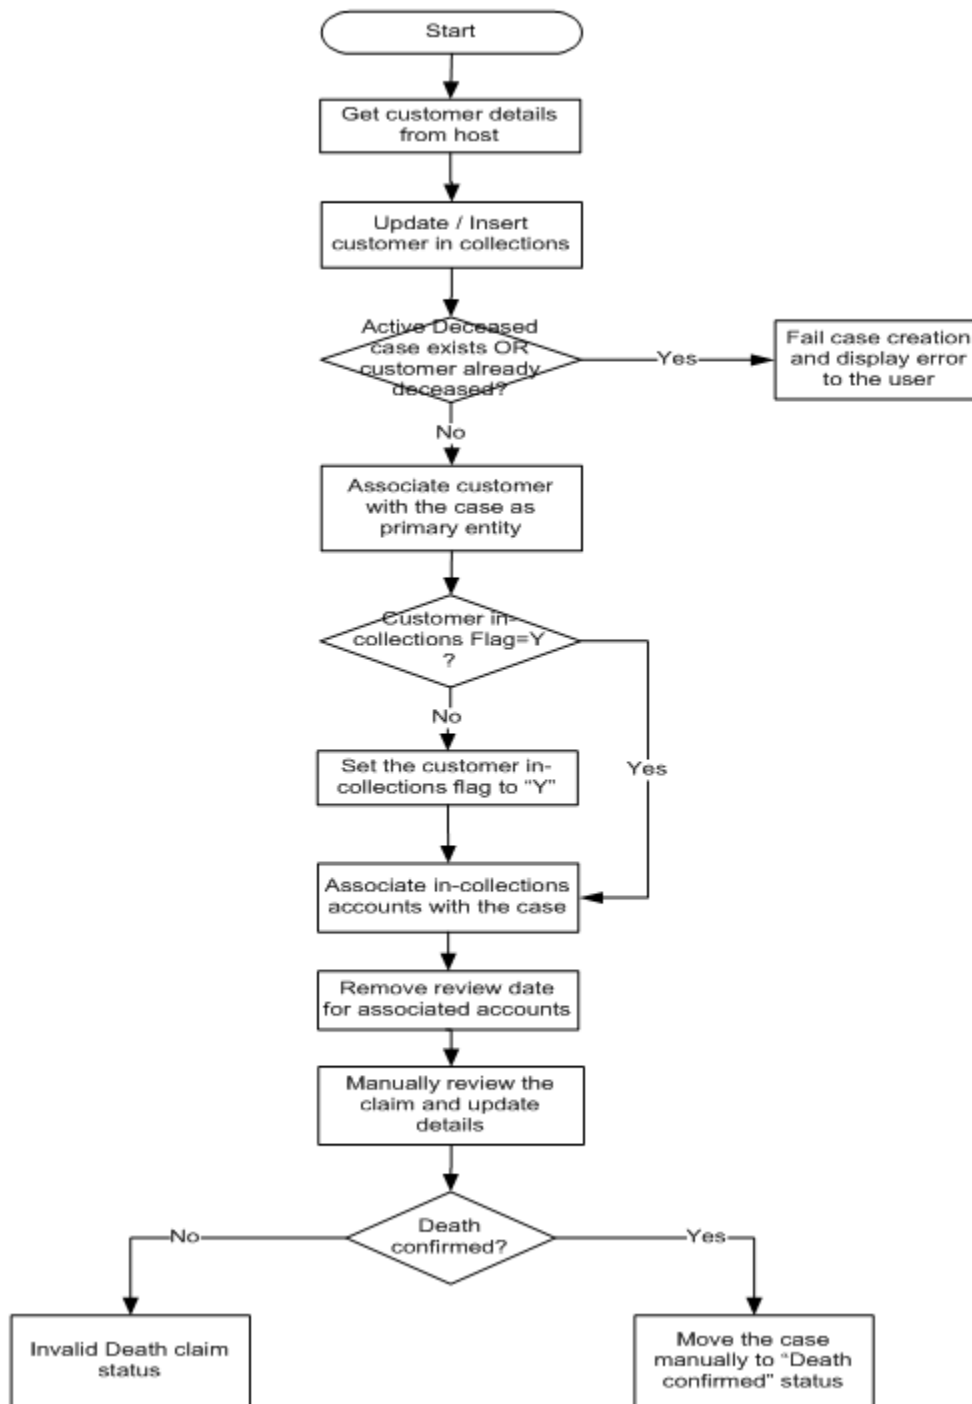 Start
Get customer details
from host
Update / Insert
customer in collections
Active Deceased
case exists OR
customer already
deceased?
Yes
Fail case creation
and display error
to the user
No
Associate customer
with the case as
primary entity
Customer in-
collections Flag=Y
?
No
Yes
Set the customer in-
collections flag to “Y”
Associate in-collections
accounts with the case
Remove review date
for associated accounts
Manually review the
claim and update
details
Death
confirmed?
No
Yes
Invalid Death claim
status
Move the case
manually to “Death
confirmed” status